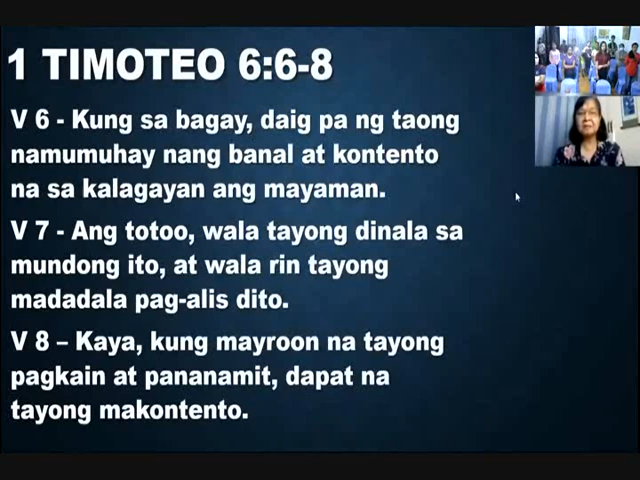 1 TIMOTEO 6:6-8
V 6 - Kung sa bagay, daig pa ng taong
namumuhay nang banal at kontento
na sa kalagayan ang mayaman.
V 7 - Ang totoo, wala tayong dinala sa
mundong ito, at wala rin tayong
madadala pag-alis dito.
V 8 – Kaya, kung mayroon na tayong
pagkain at pananamit, dapat na
tayong makontento.